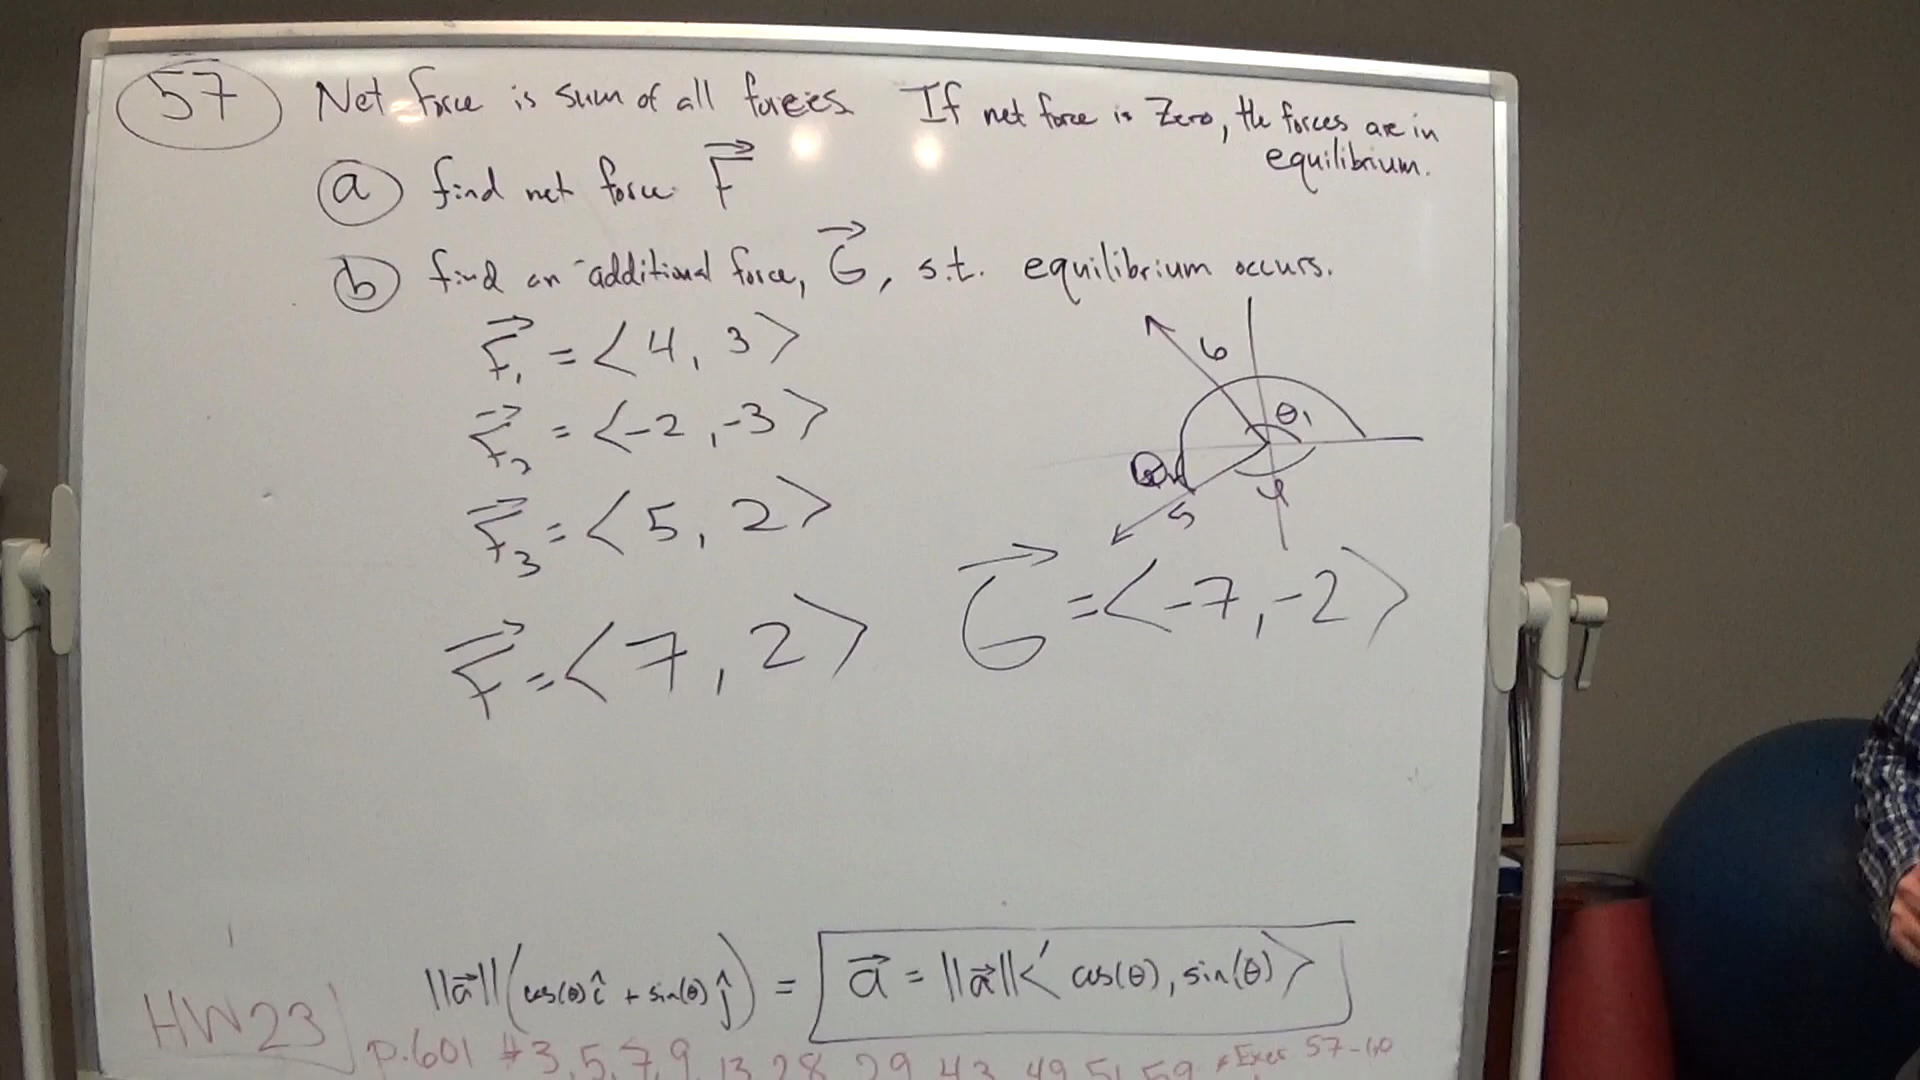 57 Net force is sum of all forces. If net force is Zero, the forces are in
equilibrium.
a find net force F⃗
b find an additional force, G⃗, s.t. equilibrium occurs.
F⃗₁ = <4, 3>
F⃗₂ = <-2, -3>
F⃗₃ = <5, 2>
F⃗ = <7, 2>
6
θ₁
φ
5
G⃗ = <-7, -2>
||a⃗||(cos(θ)î + sin(θ)ĵ) = a⃗ = ||a⃗||<cos(θ), sin(θ)>
HW23
p.601 #3, 5, 7, 9, 13, 28, 29, 43, 49, 51, 59 * Exer 57-60